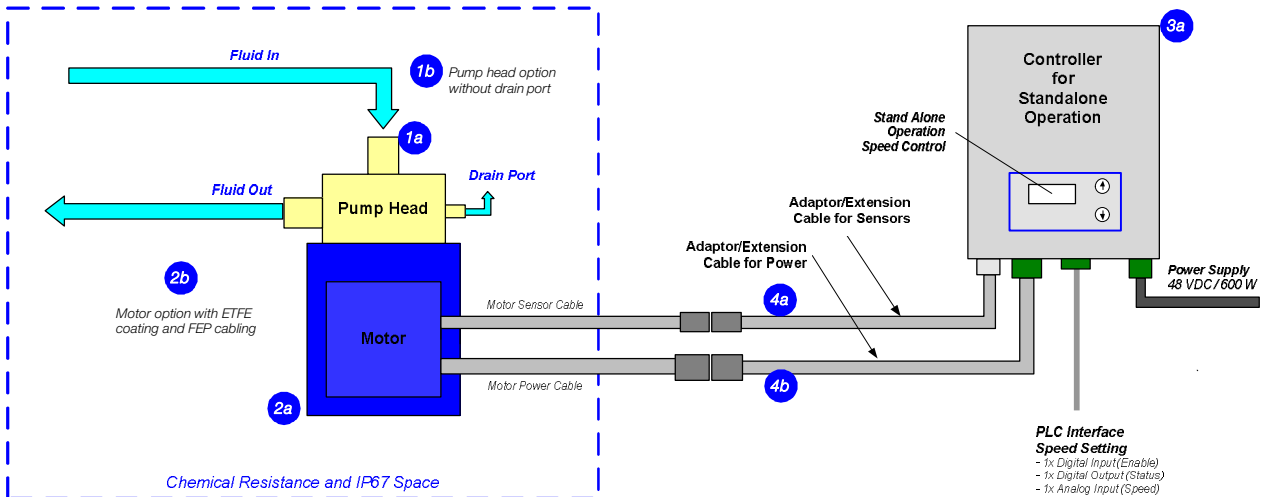 Fluid In
1b
Pump head option
without drain port
1a
Drain Port
Fluid Out
Pump Head
2b
Motor option with ETFE
coating and FEP cabling
Motor
2a
Motor Sensor Cable
Motor Power Cable
Chemical Resistance and IP67 Space
Adaptor/Extension
Cable for Sensors
Adaptor/Extension
Cable for Power
4a
4b
3a
Controller
for
Standalone
Operation
Stand Alone
Operation
Speed Control
Power Supply
48 VDC / 600 W
PLC Interface
Speed Setting
- 1x Digital Input (Enable)
- 1x Digital Output (Status)
- 1x Analog Input (Speed)